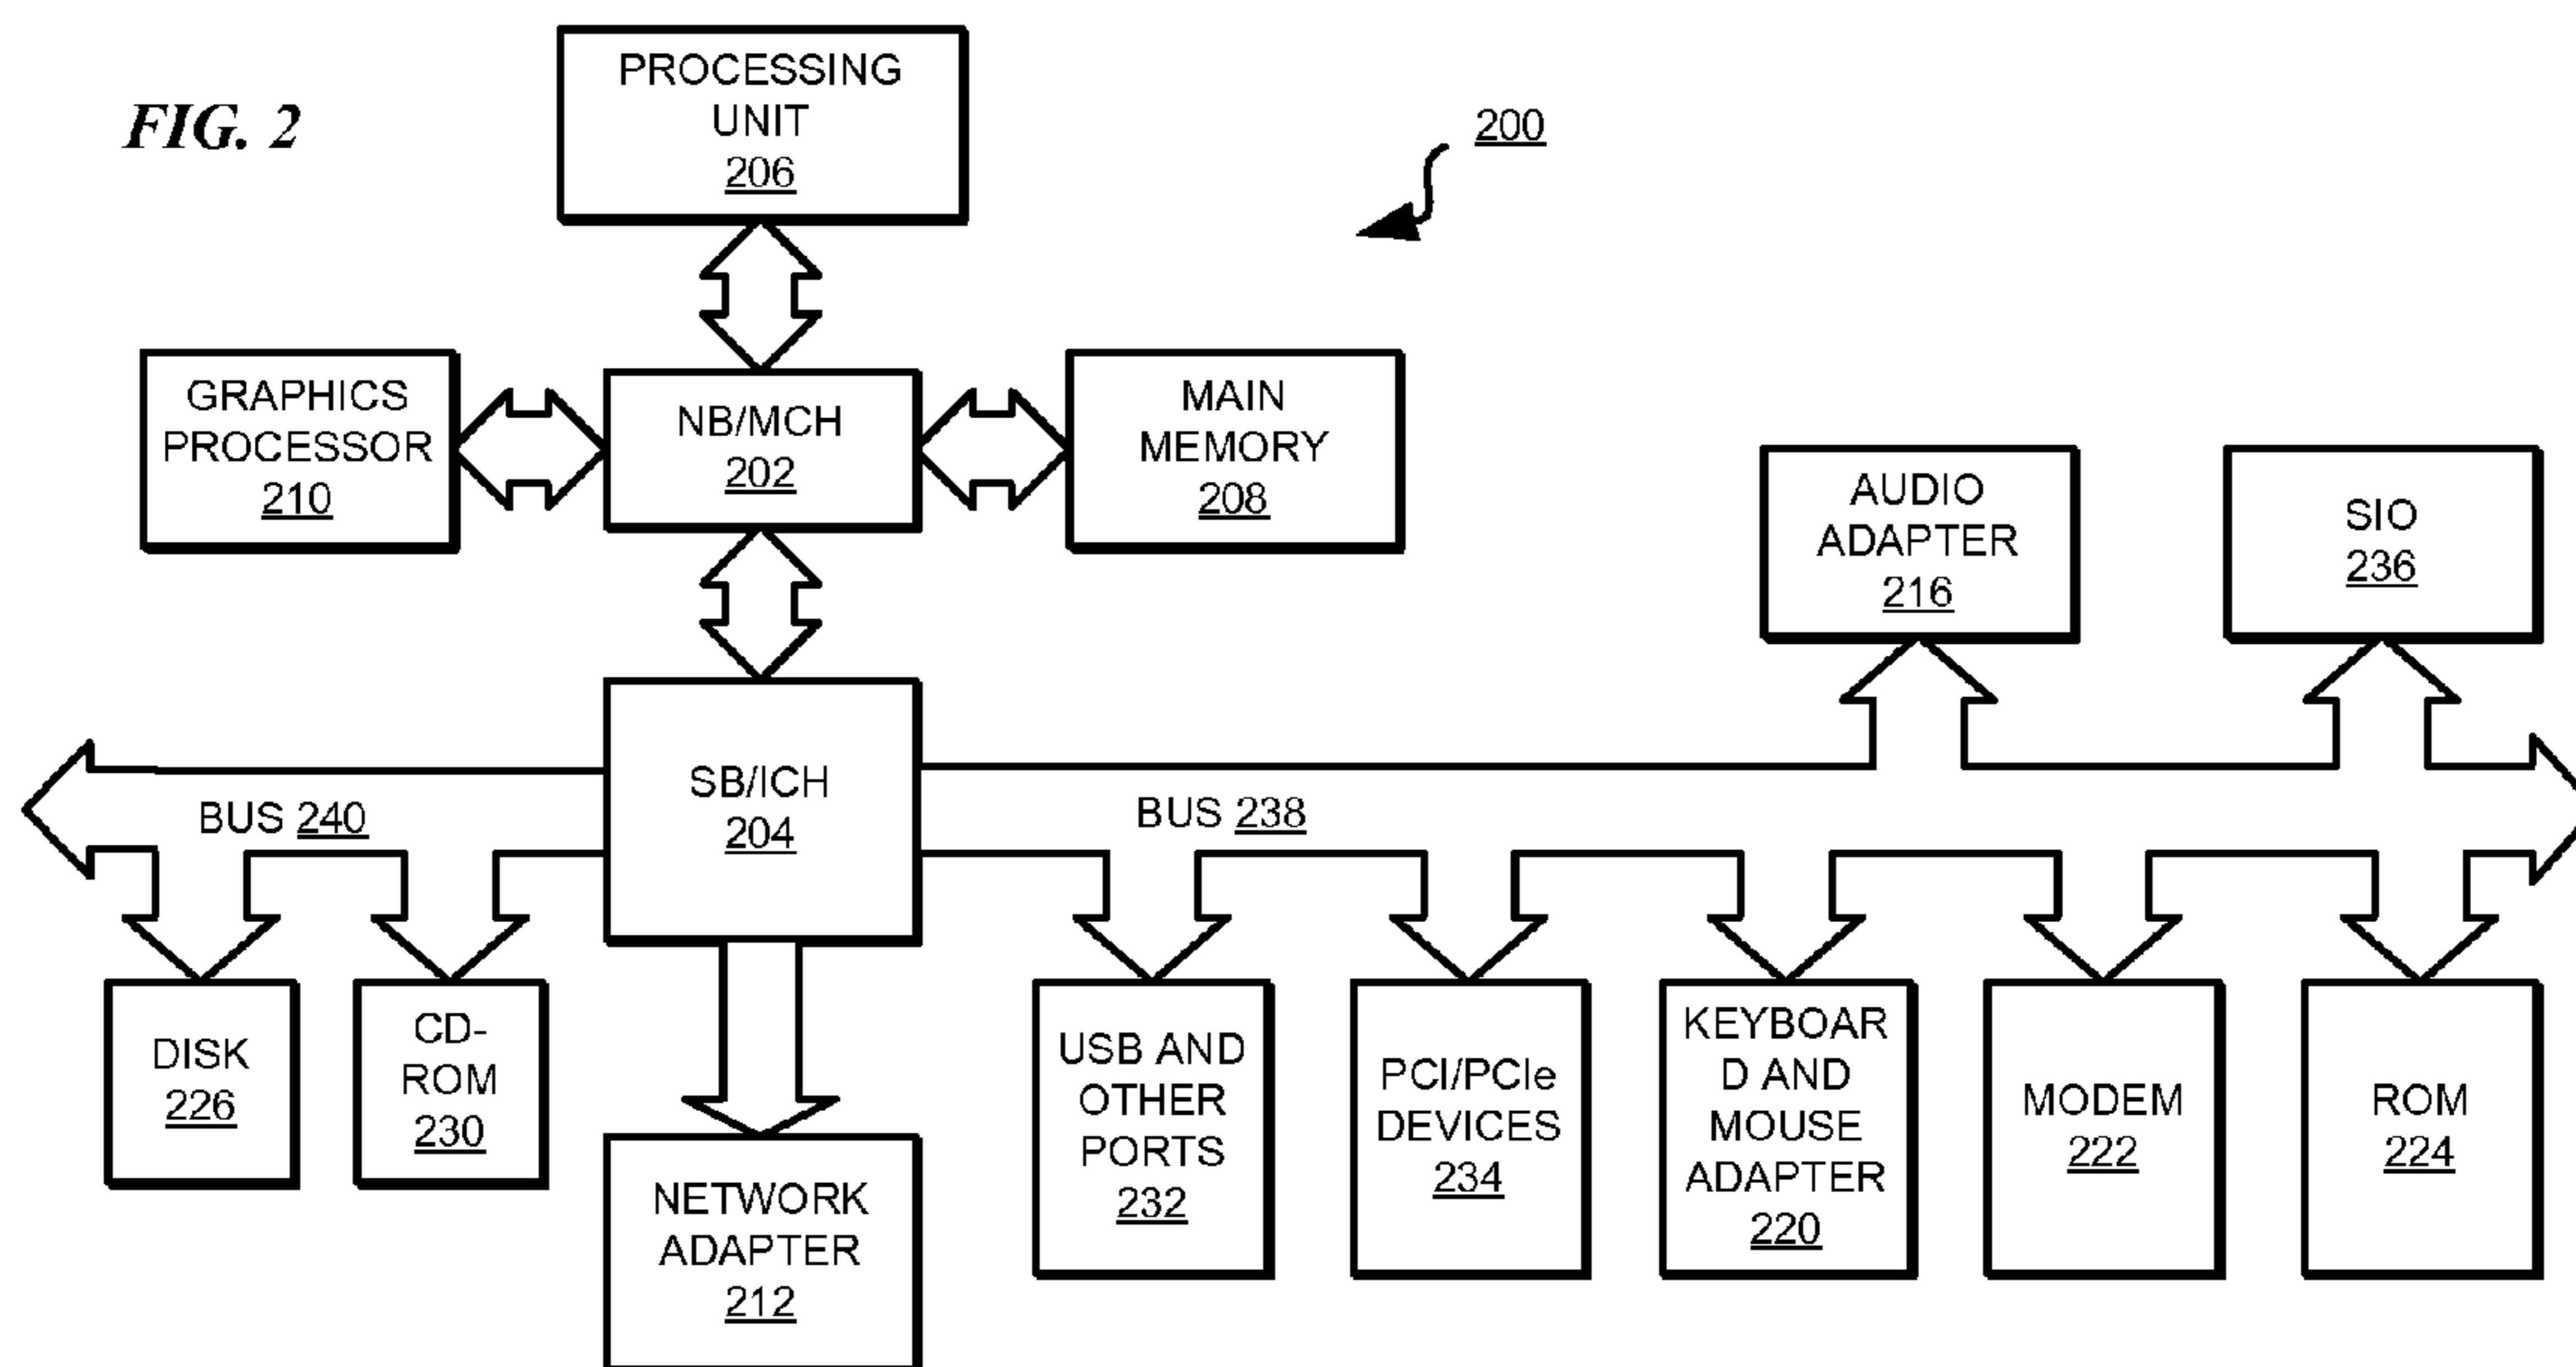 FIG. 2
PROCESSING
UNIT
206
200
GRAPHICS
PROCESSOR
210
NB/MCH
202
MAIN
MEMORY
208
AUDIO
ADAPTER
216
SIO
236
SB/ICH
204
BUS 240
BUS 238
DISK
226
CD-
ROM
230
NETWORK
ADAPTER
212
USB AND
OTHER
PORTS
232
PCI/PCIe
DEVICES
234
KEYBOAR
D AND
MOUSE
ADAPTER
220
MODEM
222
ROM
224